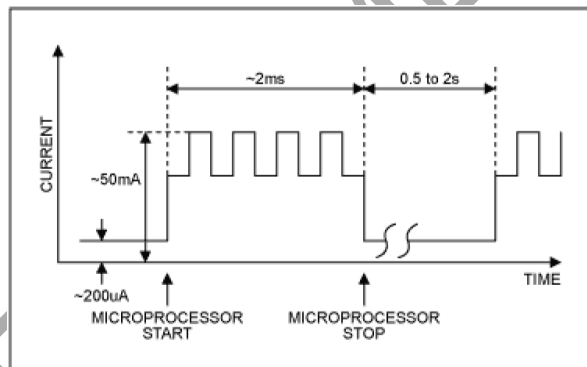 ~2ms
0.5 to 2s
CURRENT
~50mA
~200uA
TIME
MICROPROCESSOR
START
MICROPROCESSOR
STOP